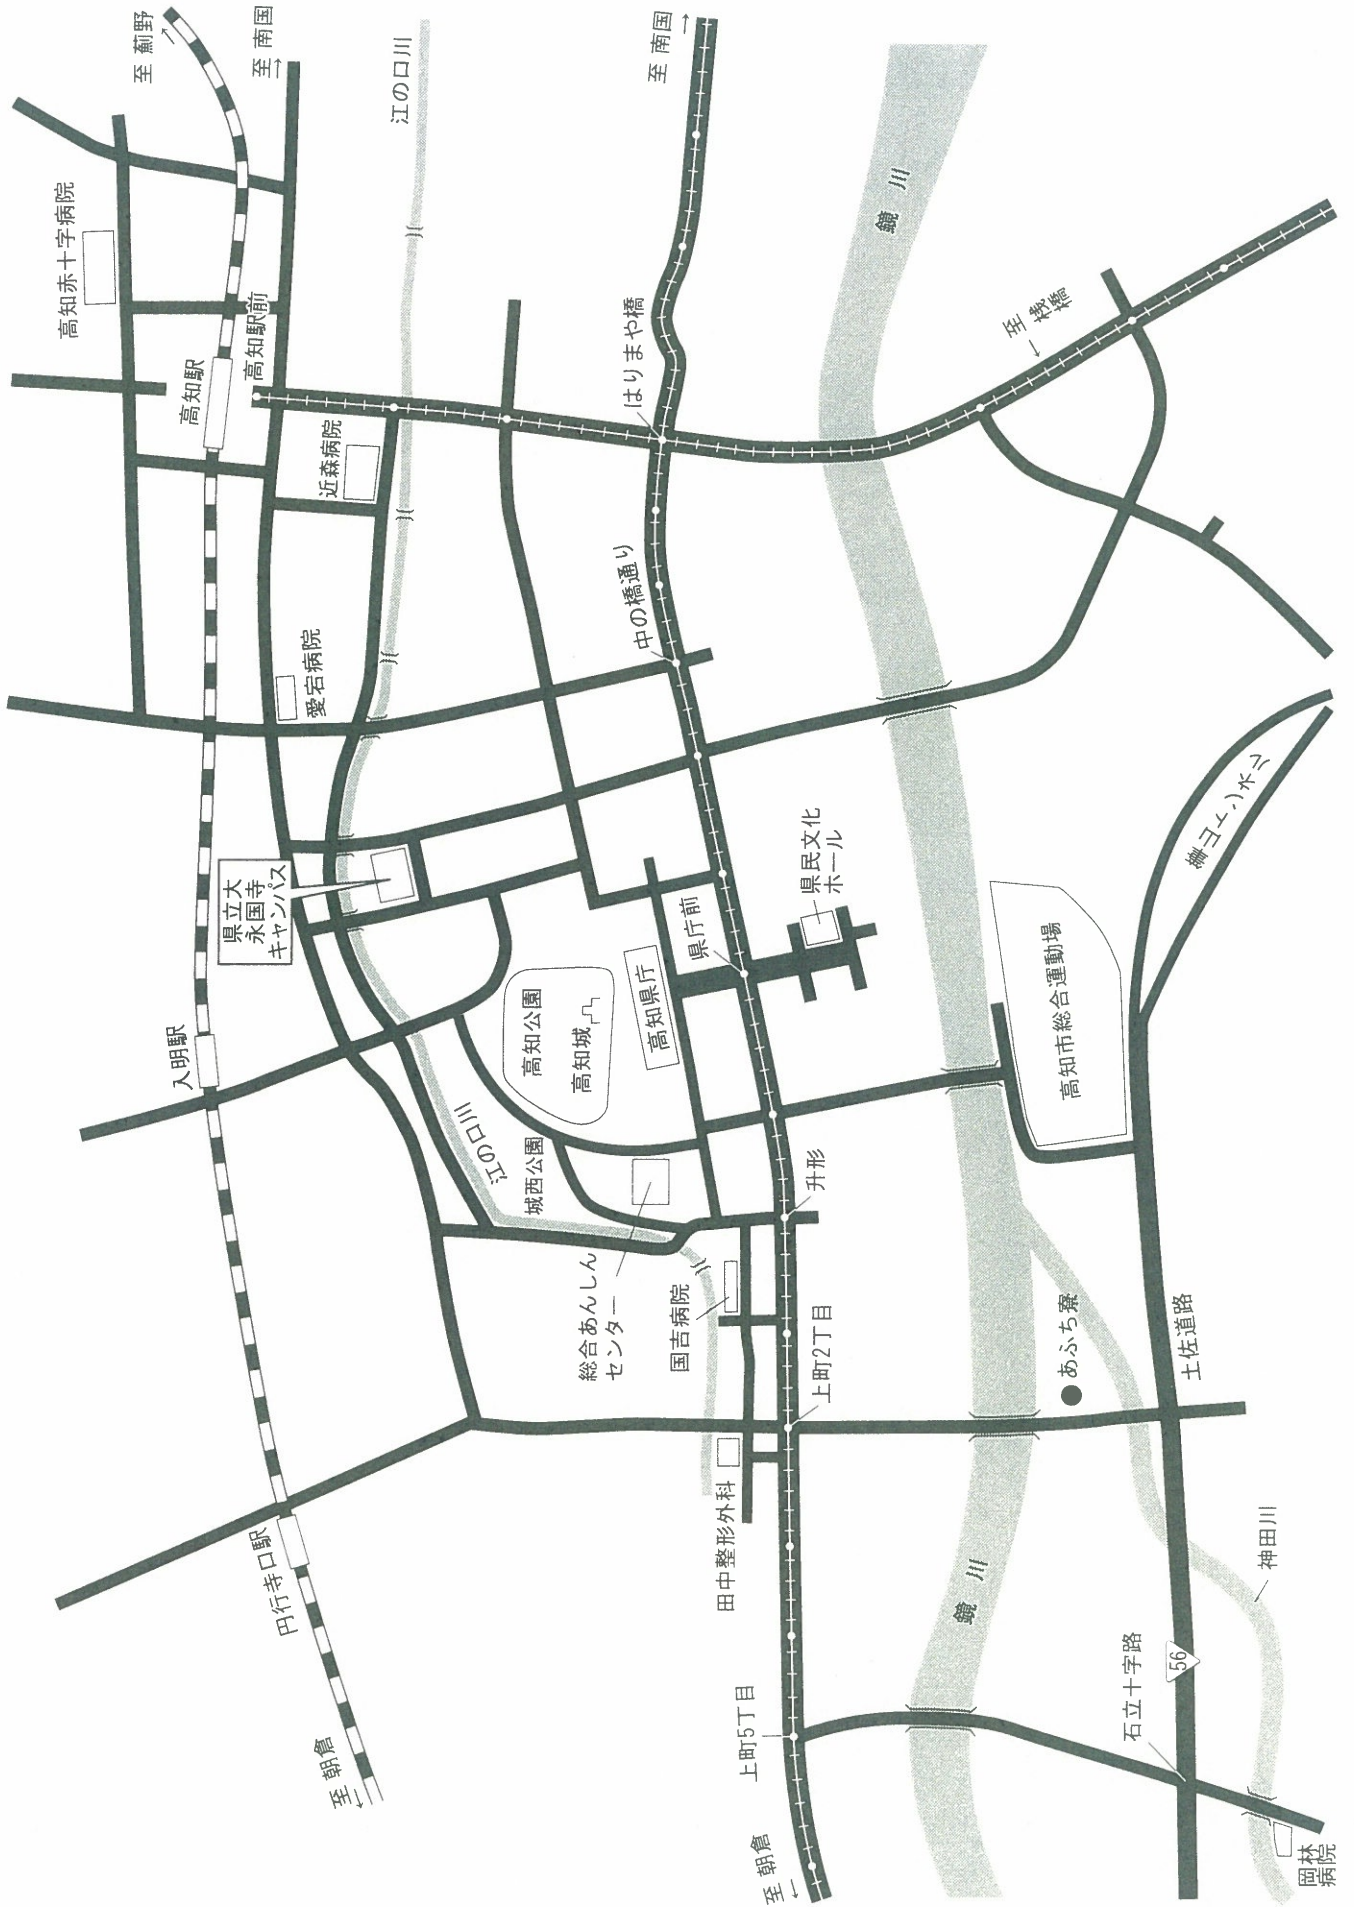 至 薊野
至 南国
江の口川
至 南国
鏡 川
高知赤十字病院
高知駅
高知駅前
近森病院
はりまや橋
至 桟橋
愛宕病院
中の橋通り
県立大
永国寺
キャンパス
県民文化
ホール
県庁前
高知県庁
高知公園
高知城
高知市総合運動場
入明駅
江の口川
城西公園
升形
総合あんしん
センター
国吉病院
上町2丁目
あふち寮
土佐道路
円行寺口駅
田中整形外科
鏡 川
神田川
石立十字路
56
上町5丁目
至 朝倉
至 朝倉
岡林
病院